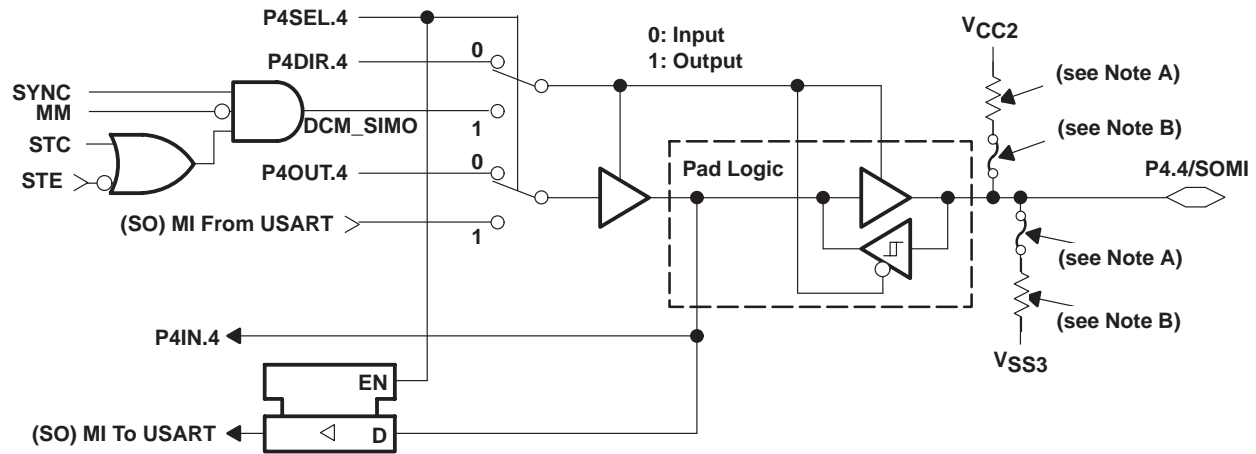 P4SEL.4
0: Input
1: Output
VCC2
(see Note A)
P4DIR.4
0
SYNC
MM
DCM_SIMO
1
(see Note B)
STC
STE
P4OUT.4
0
Pad Logic
P4.4/SOMI
(SO) MI From USART
1
(see Note A)
(see Note B)
P4IN.4
VSS3
EN
(SO) MI To USART
D